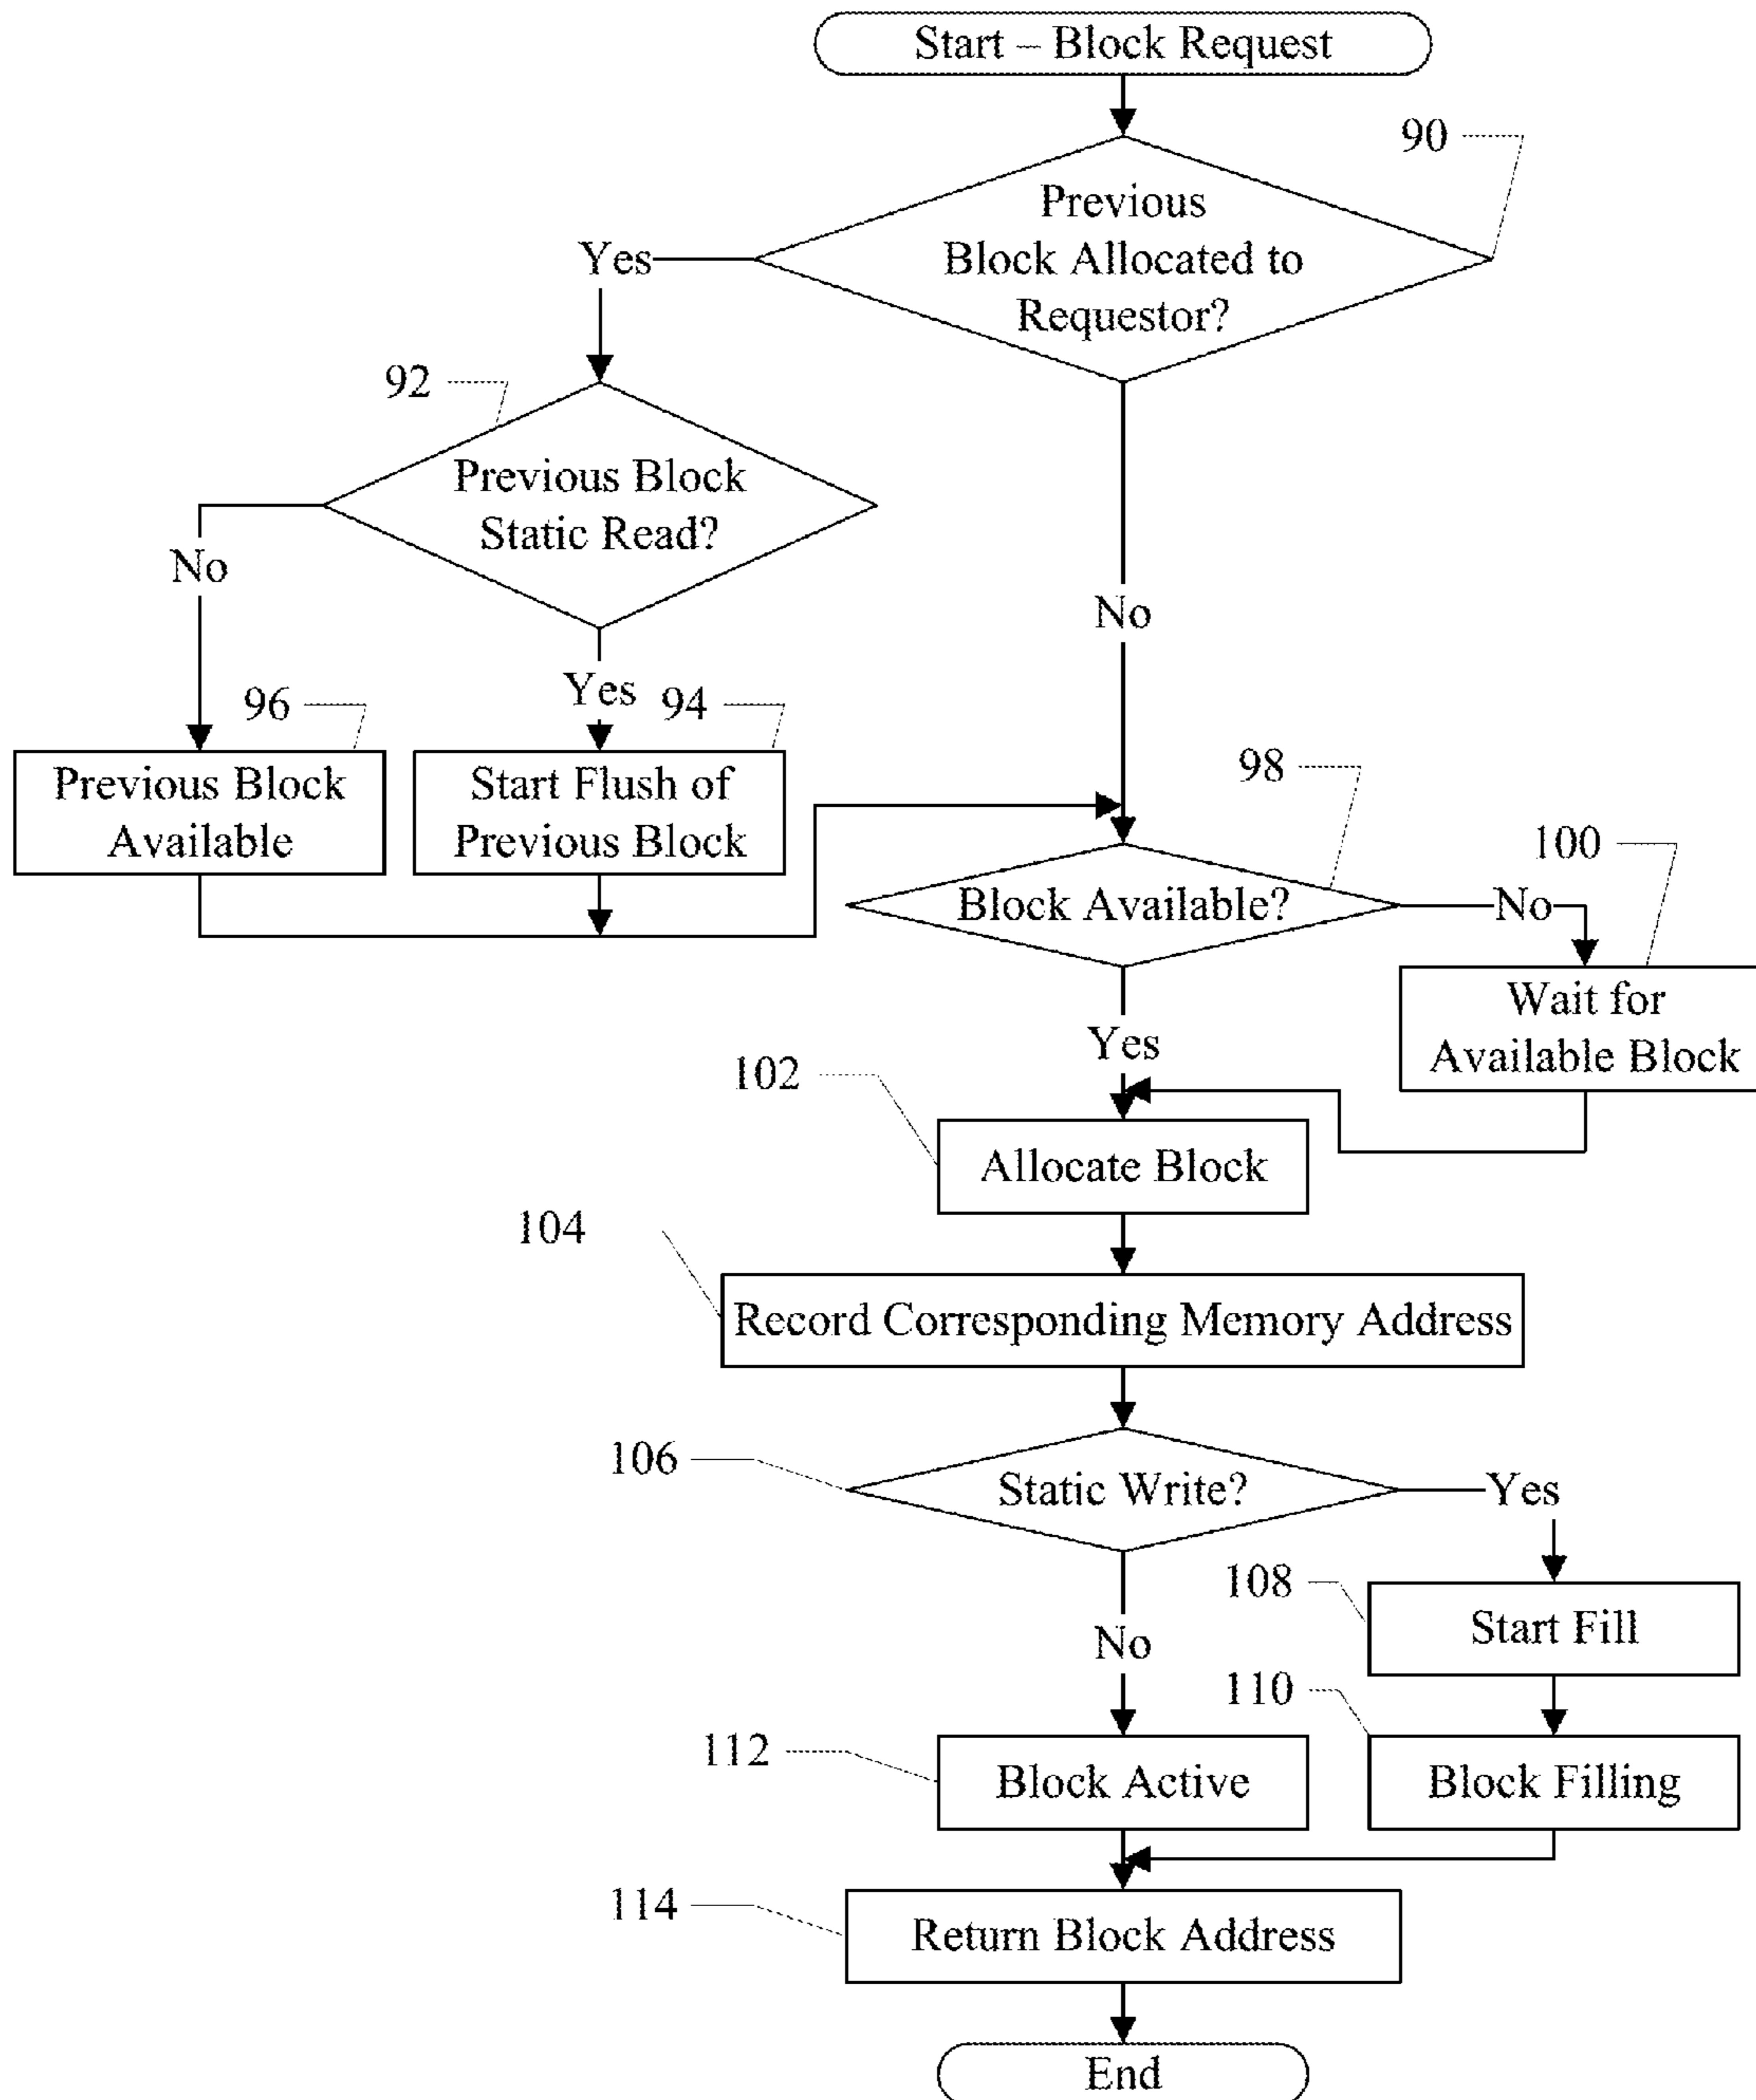 Start – Block Request
90
Previous
Block Allocated to
Requestor?
Yes
92
Previous Block
Static Read?
No
No
Yes
96
94
Previous Block
Available
Start Flush of
Previous Block
98
Block Available?
100
No
Wait for
Available Block
Yes
102
Allocate Block
104
Record Corresponding Memory Address
106
Static Write?
Yes
108
Start Fill
No
110
112
Block Active
Block Filling
114
Return Block Address
End